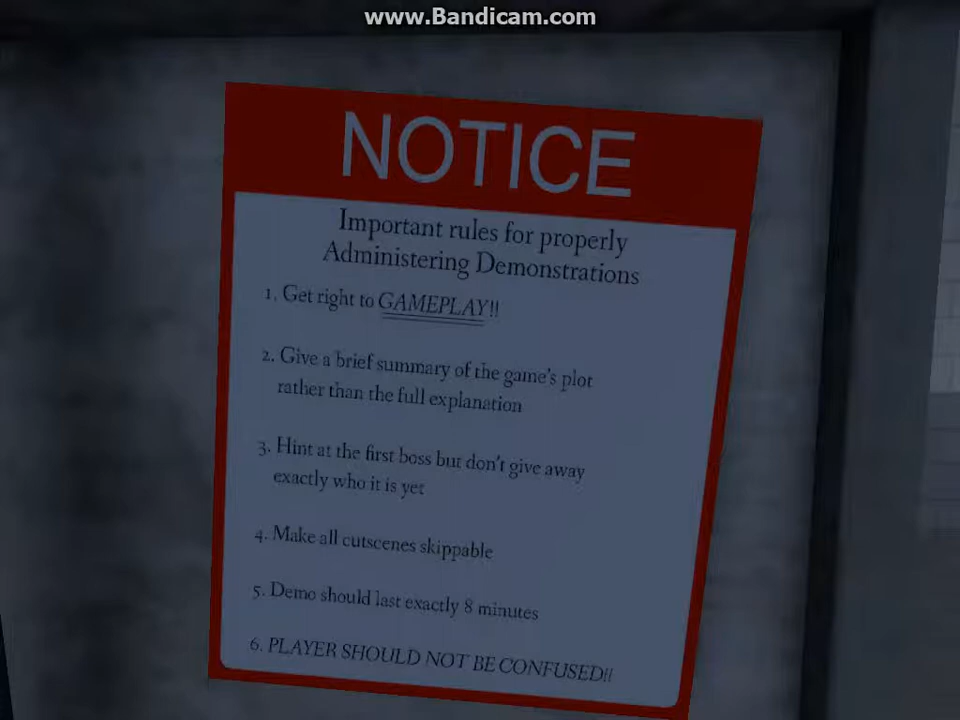 www.Bandicam.com
NOTICE
Important rules for properly
Administering Demonstrations
1. Get right to GAMEPLAY!!
2. Give a brief summary of the game's plot
rather than the full explanation
3. Hint at the first boss but don't give away
exactly who it is yet
4. Make all cutscenes skippable
5. Demo should last exactly 8 minutes
6. PLAYER SHOULD NOT BE CONFUSED!!